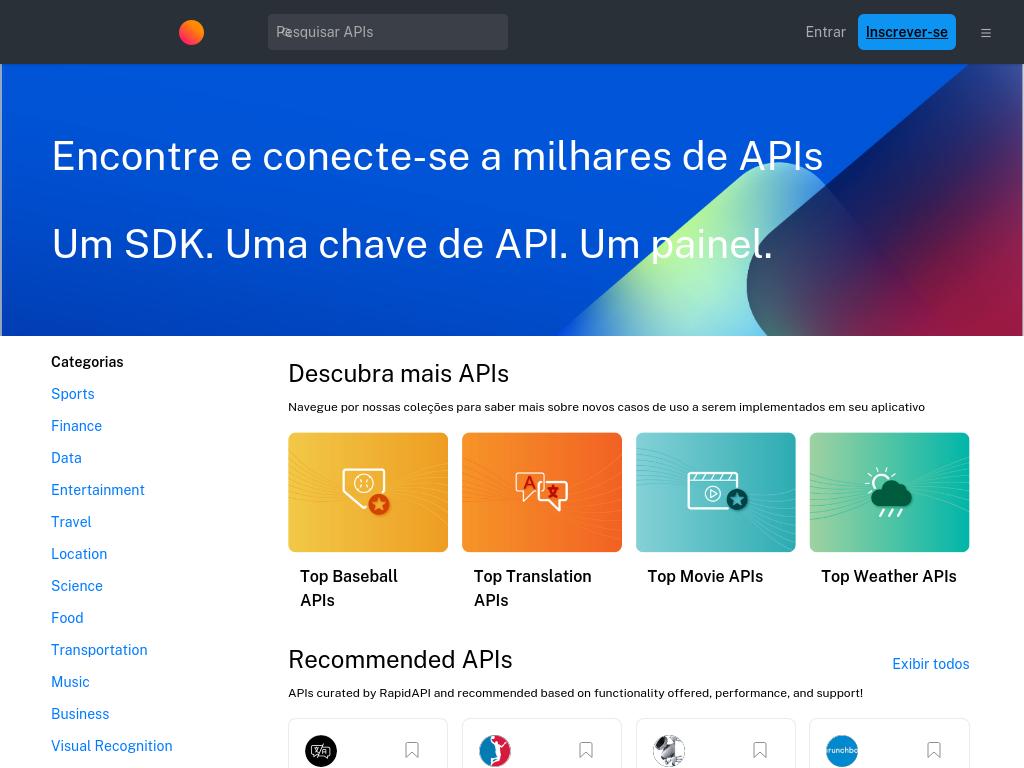 Pesquisar APIs
Entrar
Inscrever-se
Encontre e conecte-se a milhares de APIs
Um SDK. Uma chave de API. Um painel.
Categorias
Sports
Finance
Data
Entertainment
Travel
Location
Science
Food
Transportation
Music
Business
Visual Recognition
Descubra mais APIs
Navegue por nossas coleções para saber mais sobre novos casos de uso a serem implementados em seu aplicativo
Top Baseball
APIs
Top Translation
APIs
Top Movie APIs
Top Weather APIs
Recommended APIs
Exibir todos
APIs curated by RapidAPI and recommended based on functionality offered, performance, and support!